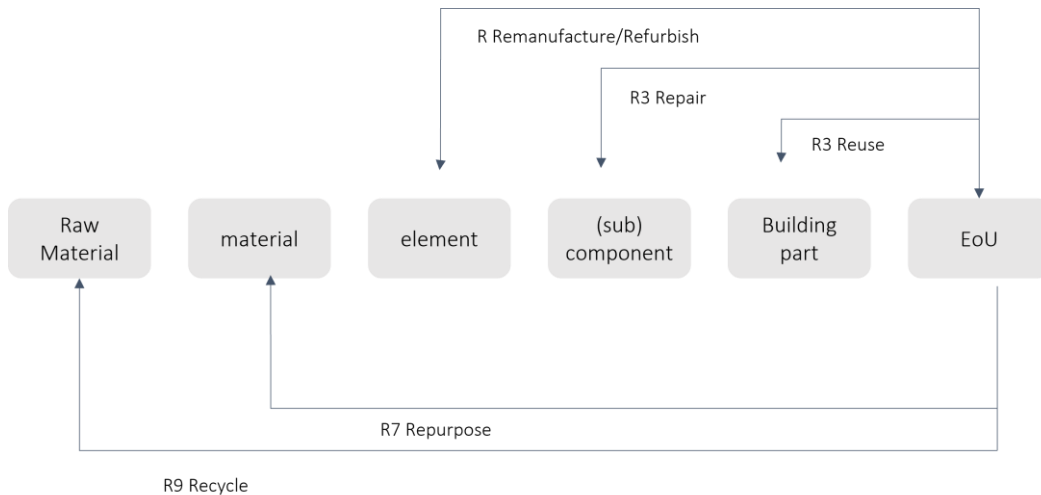 R Remanufacture/Refurbish
R3 Repair
R3 Reuse
Raw
Material
material
element
(sub)
component
Building
part
EoU
R7 Repurpose
R9 Recycle